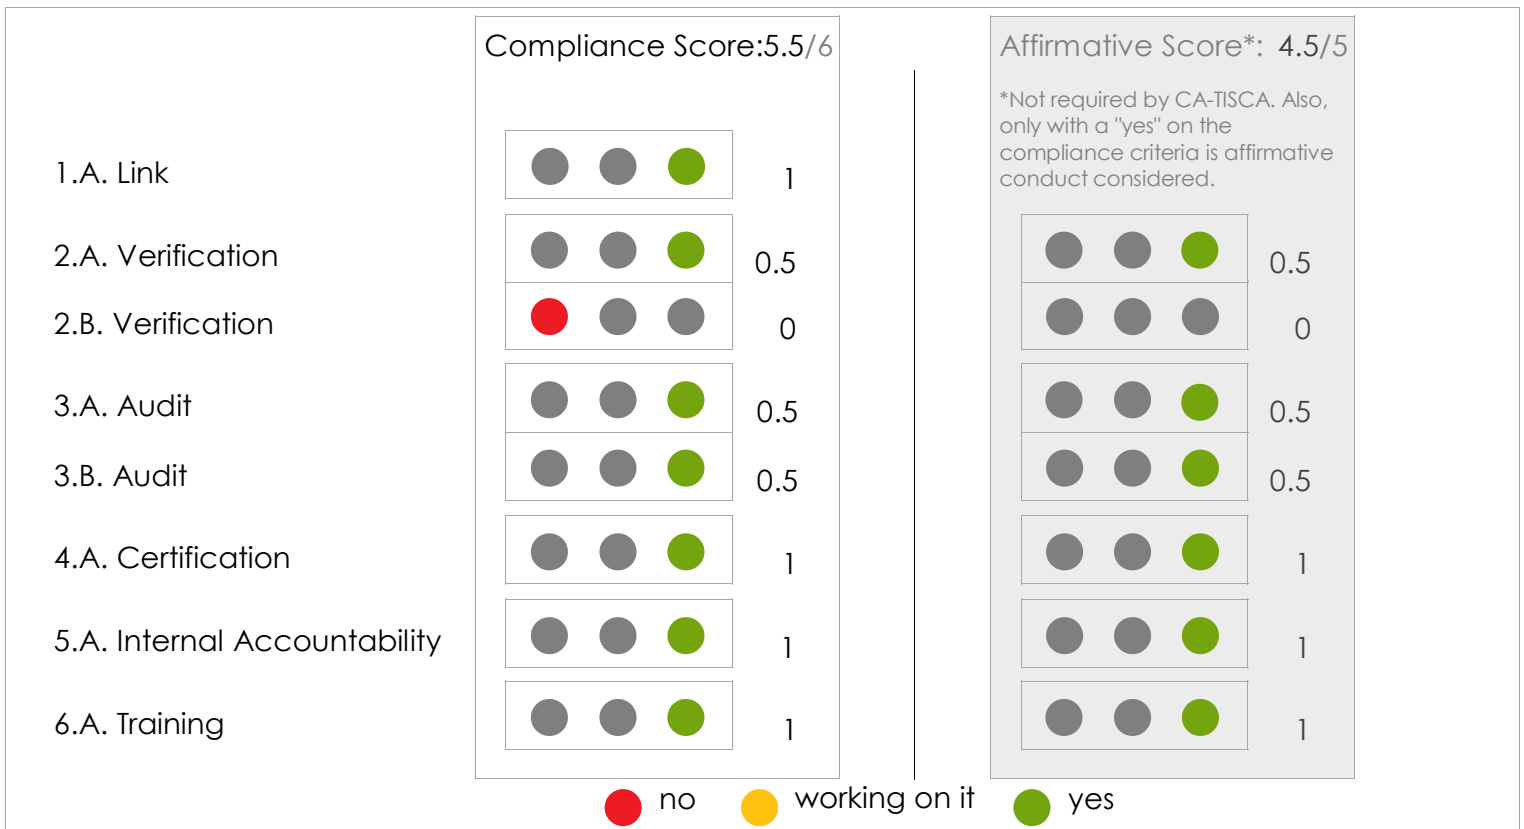 Compliance Score:5.5/6
Affirmative Score*: 4.5/5
*Not required by CA-TISCA. Also,
only with a "yes" on the
compliance criteria is affirmative
conduct considered.
1.A. Link 1
2.A. Verification 0.5 0.5
2.B. Verification 0 0
3.A. Audit 0.5 0.5
3.B. Audit 0.5 0.5
4.A. Certification 1 1
5.A. Internal Accountability 1 1
6.A. Training 1 1
no working on it yes